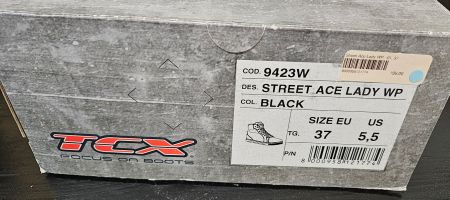 COD. 9423W
DES. STREET ACE LADY WP
COL. BLACK
SIZE EU US
TG. 37 5,5
P/N
TCX
FOCUS ON BOOTS